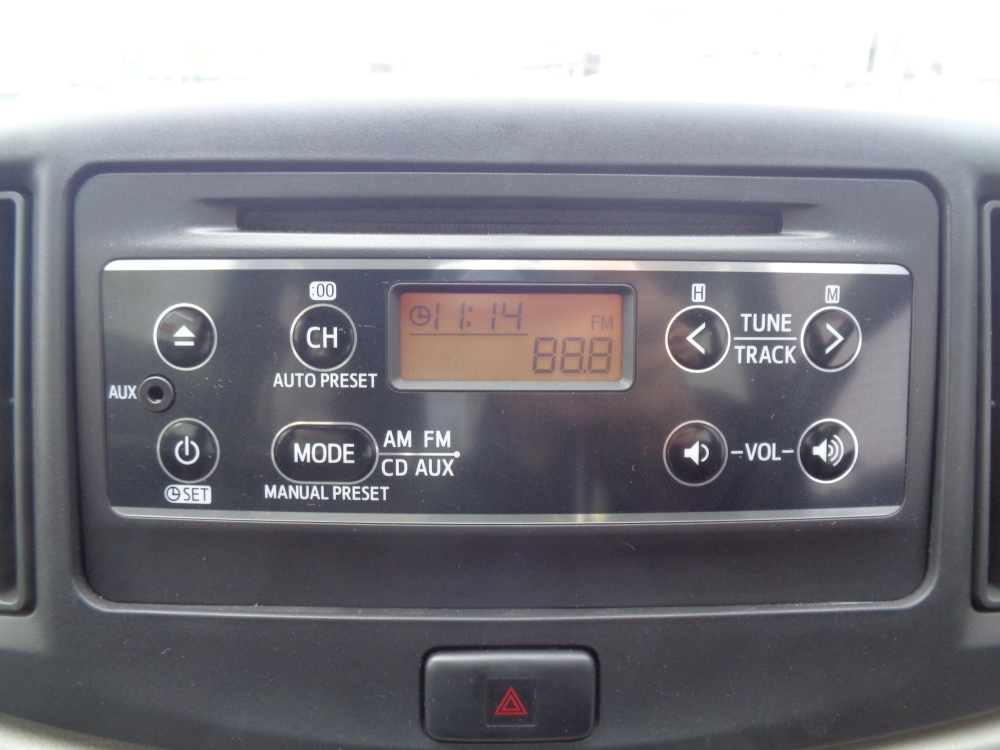 :00
H
M
CH
11:14
FM
88.8
TUNE
TRACK
AUTO PRESET
AUX
MODE
AM FM
CD AUX
-VOL-
SET
MANUAL PRESET